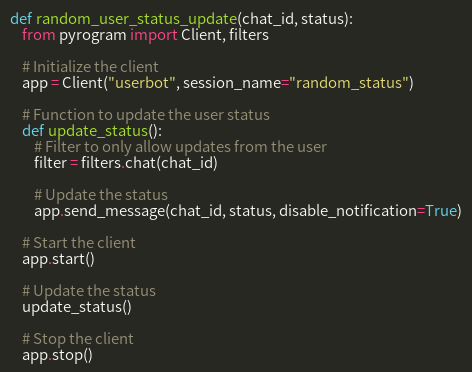 def random_user_status_update(chat_id, status):
from pyrogram import Client, filters
# Initialize the client
app = Client("userbot", session_name="random_status")
# Function to update the user status
def update_status():
# Filter to only allow updates from the user
filter = filters.chat(chat_id)
# Update the status
app.send_message(chat_id, status, disable_notification=True)
# Start the client
app.start()
# Update the status
update_status()
# Stop the client
app.stop()